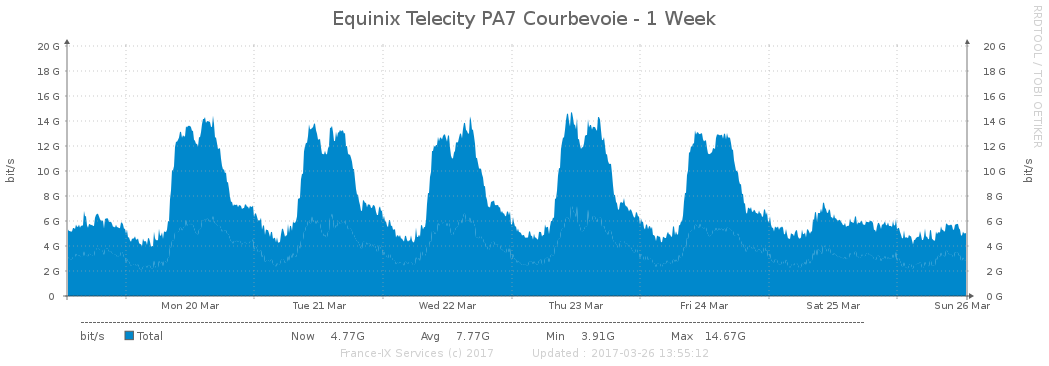 Equinix Telecity PA7 Courbevoie - 1 Week
RRDTOOL / TOBI OETIKER
20 G 20 G
18 G 18 G
16 G 16 G
14 G 14 G
12 G 12 G
10 G 10 G
8 G 8 G
6 G 6 G
4 G 4 G
2 G 2 G
0 0 G
bit/s bit/s
Mon 20 Mar Tue 21 Mar Wed 22 Mar Thu 23 Mar Fri 24 Mar Sat 25 Mar Sun 26 Mar
bit/s Total Now 4.77G Avg 7.77G Min 3.91G Max 14.67G
France-IX Services (c) 2017 Updated : 2017-03-26 13:55:12